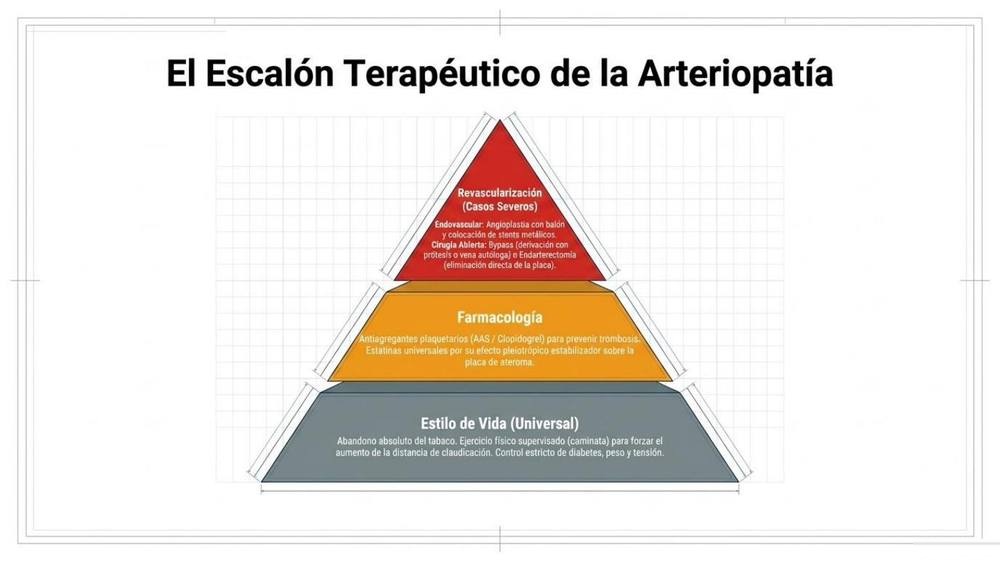 El Escalón Terapéutico de la Arteriopatía
Revascularización
(Casos Severos)
Endovascular: Angioplastia con balón
y colocación de stents metálicos.
Cirugía Abierta: Bypass (derivación con
prótesis o vena autóloga) o Endarterectomía
(eliminación directa de la placa).
Farmacología
Antiagregantes plaquetarios (AAS / Clopidogrel) para prevenir trombosis.
Estatinas universales por su efecto pleiotrópico estabilizador sobre la
placa de ateroma.
Estilo de Vida (Universal)
Abandono absoluto del tabaco. Ejercicio físico supervisado (caminata) para forzar el
aumento de la distancia de claudicación. Control estricto de diabetes, peso y tensión.